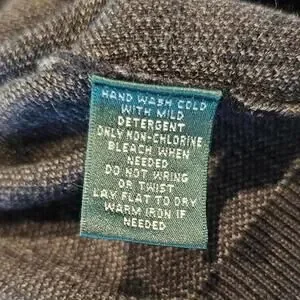 HAND WASH COLD
WITH MILD
DETERGENT
ONLY NON-CHLORINE
BLEACH WHEN
NEEDED
DO NOT WRING
OR TWIST
LAY FLAT TO DRY
WARM IRON IF
NEEDED